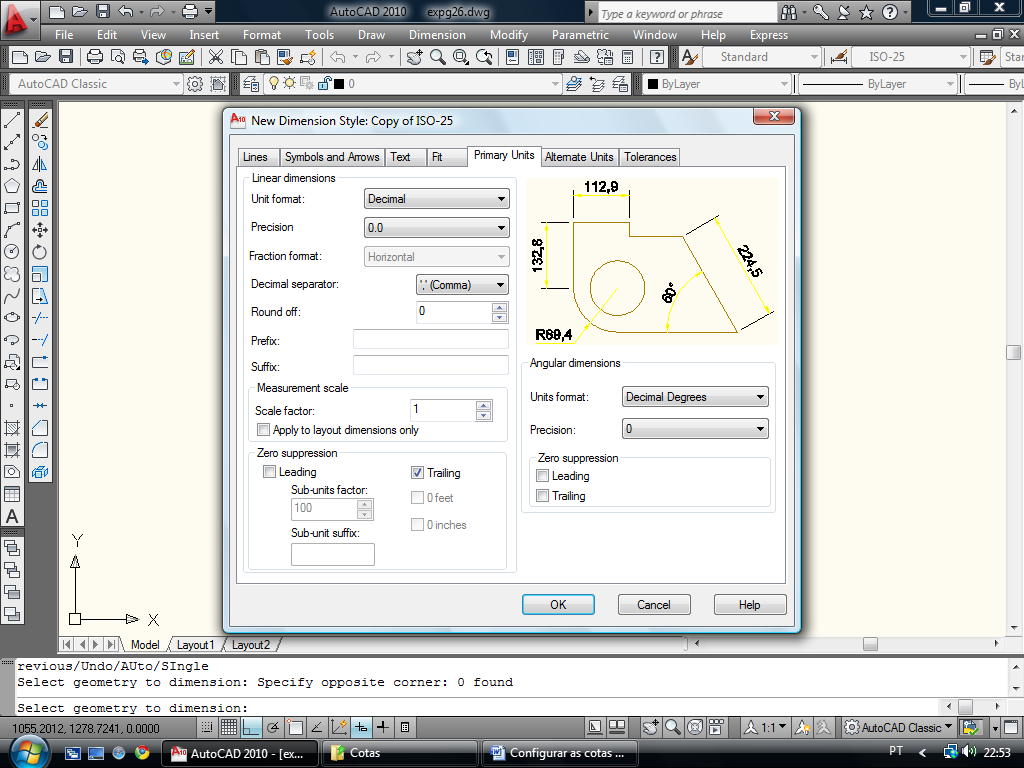 AutoCAD 2010 expg26.dwg Type a keyword or phrase
File Edit View Insert Format Tools Draw Dimension Modify Parametric Window Help Express
Standard ISO-25
AutoCAD Classic 0 ByLayer ByLayer
New Dimension Style: Copy of ISO-25
Lines Symbols and Arrows Text Fit Primary Units Alternate Units Tolerances
Linear dimensions
Unit format: Decimal
Precision 0.0
Fraction format: Horizontal
Decimal separator: ',' (Comma)
Round off: 0
Prefix:
Suffix:
Measurement scale
Scale factor: 1
Apply to layout dimensions only
Zero suppression
Leading Trailing
Sub-units factor: 0 feet
100
0 inches
Sub-unit suffix:
112,9
132,8
224,5
60°
R69,4
Angular dimensions
Units format: Decimal Degrees
Precision: 0
Zero suppression
Leading
Trailing
OK Cancel Help
Y
X
Model Layout1 Layout2
revious/Undo/AUto/SIngle
Select geometry to dimension: Specify opposite corner: 0 found
Select geometry to dimension:
1055.2012, 1278.7241, 0.0000 1:1 AutoCAD Classic
AutoCAD 2010 - [ex... Cotas Configurar as cotas ... PT 22:53